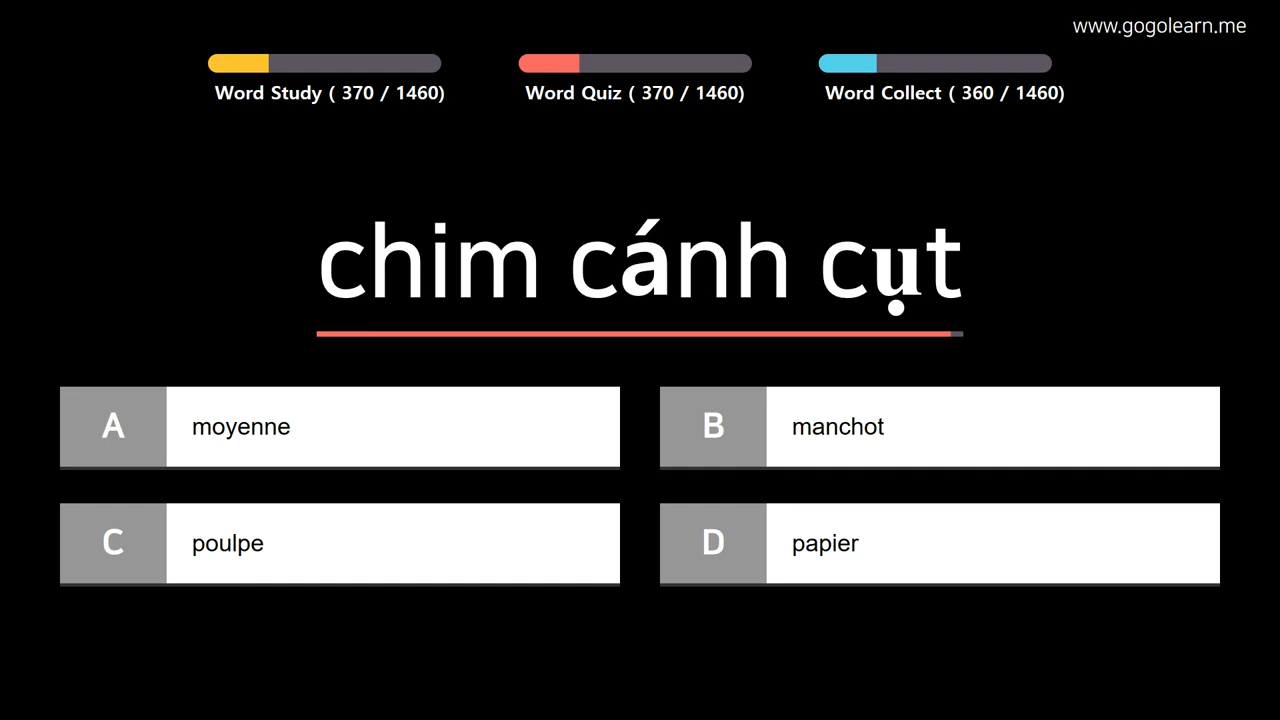 www.gogolearn.me
Word Study ( 370 / 1460)
Word Quiz ( 370 / 1460)
Word Collect ( 360 / 1460)
chim cánh cụt
A moyenne
B manchot
C poulpe
D papier